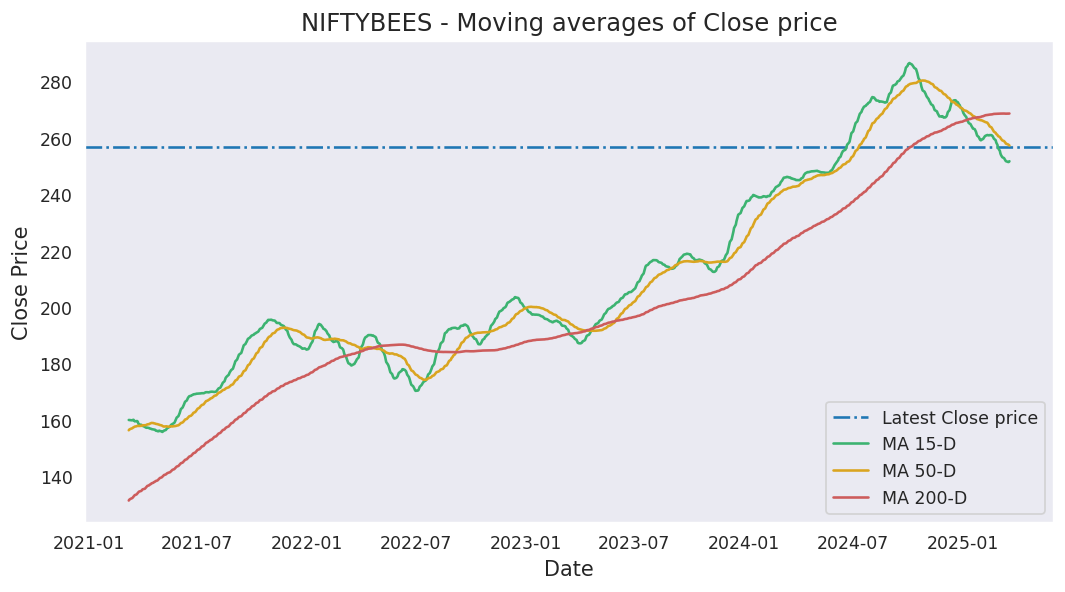 NIFTYBEES - Moving averages of Close price
280
260
240
220
200
180
160
140
Close Price
2021-01 2021-07 2022-01 2022-07 2023-01 2023-07 2024-01 2024-07 2025-01
Date
Latest Close price
MA 15-D
MA 50-D
MA 200-D